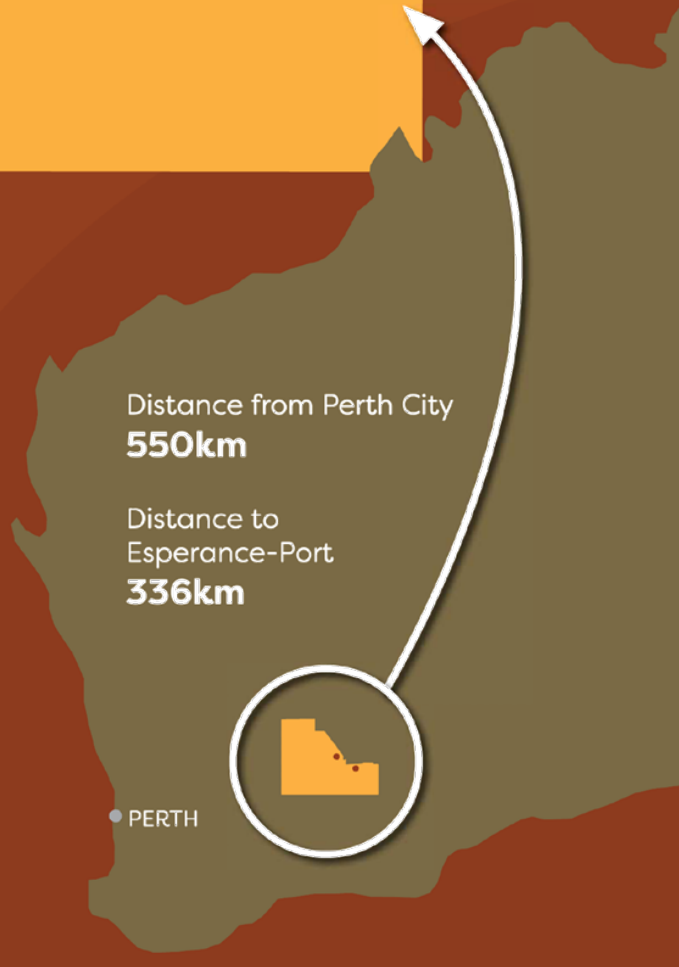 Distance from Perth City
550km
Distance to
Esperance-Port
336km
PERTH